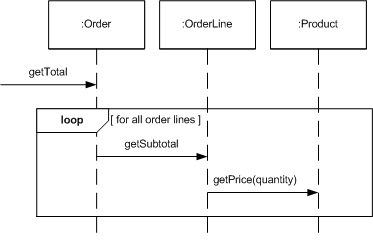 :Order
:OrderLine
:Product
getTotal
loop
[ for all order lines ]
getSubtotal
getPrice(quantity)